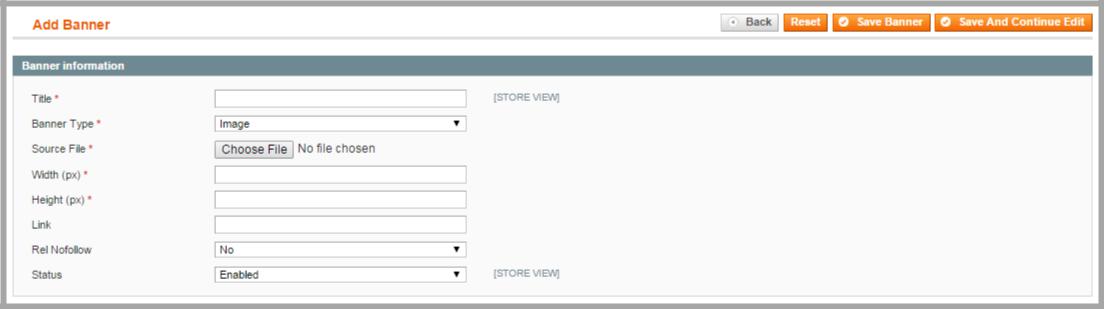 Add Banner Back Reset Save Banner Save And Continue Edit
Banner information
Title * [STORE VIEW]
Banner Type * Image
Source File * Choose File No file chosen
Width (px) *
Height (px) *
Link
Rel Nofollow No
Status Enabled [STORE VIEW]